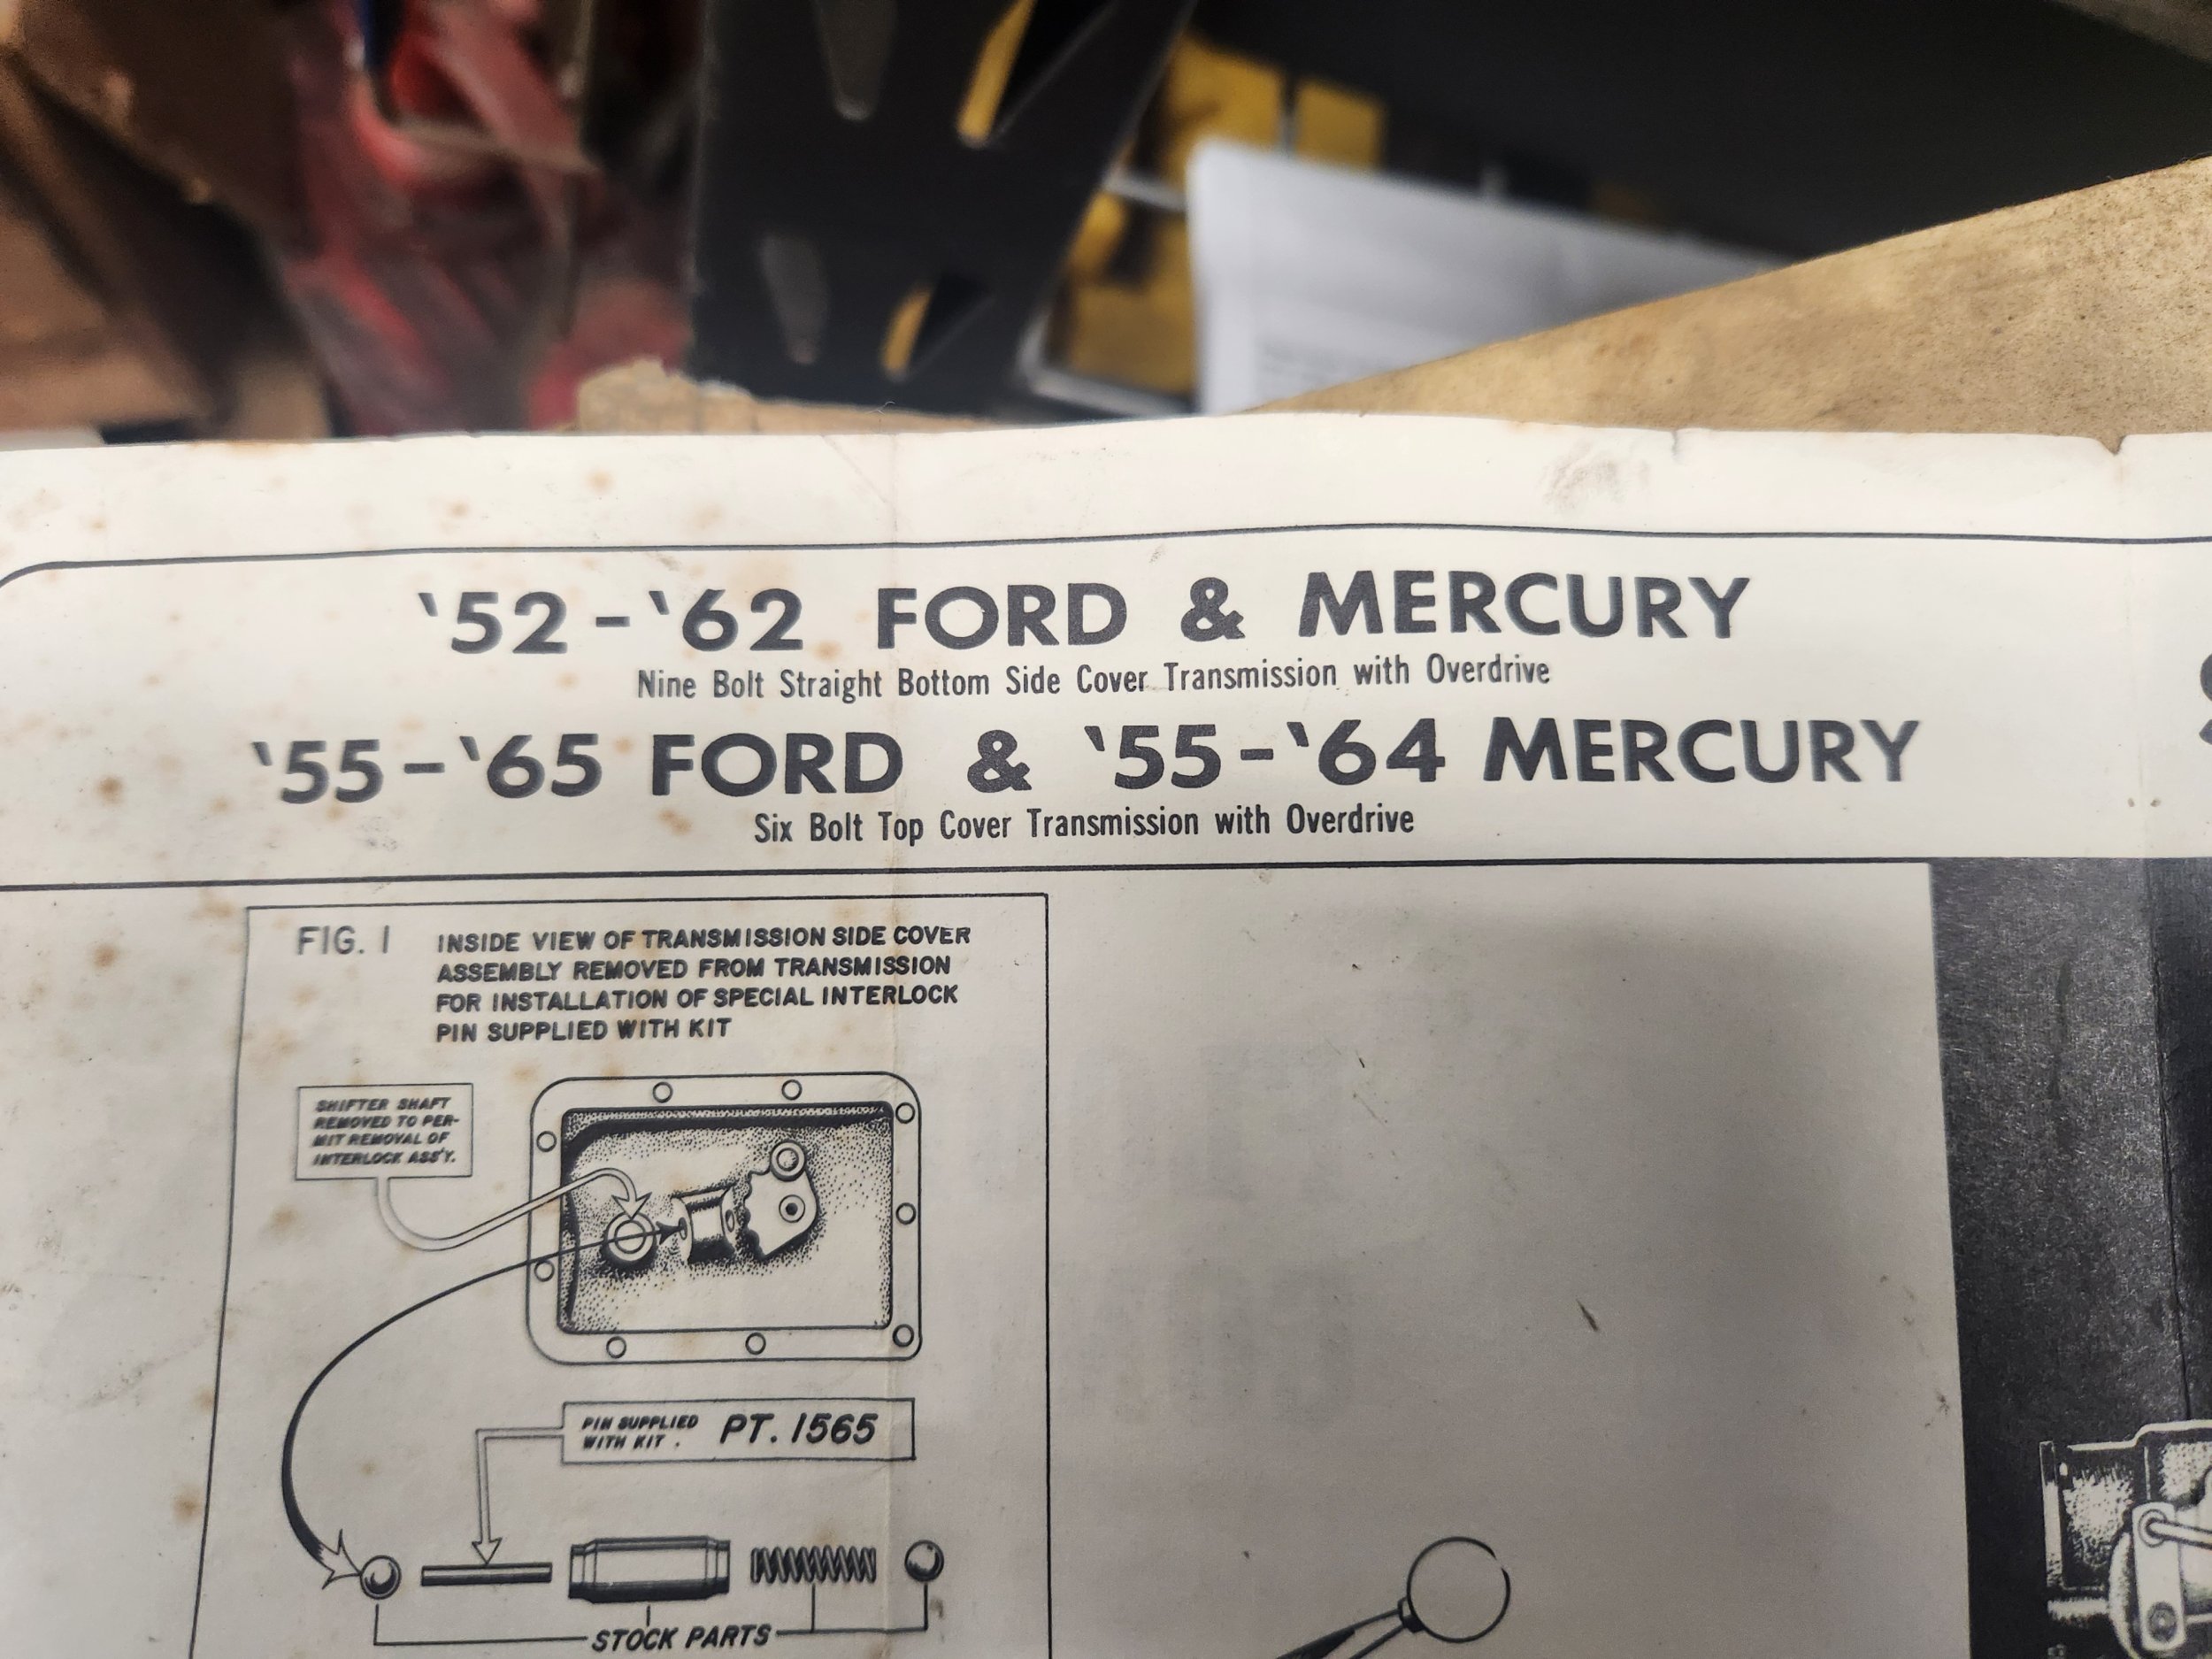 ‘52-‘62 FORD & MERCURY
Nine Bolt Straight Bottom Side Cover Transmission with Overdrive
‘55-‘65 FORD & ‘55-‘64 MERCURY
Six Bolt Top Cover Transmission with Overdrive
FIG. 1
INSIDE VIEW OF TRANSMISSION SIDE COVER
ASSEMBLY REMOVED FROM TRANSMISSION
FOR INSTALLATION OF SPECIAL INTERLOCK
PIN SUPPLIED WITH KIT
SHIFTER SHAFT
REMOVED TO PER-
MIT REMOVAL OF
INTERLOCK ASS'Y.
PIN SUPPLIED
WITH KIT.
PT. 1565
STOCK PARTS